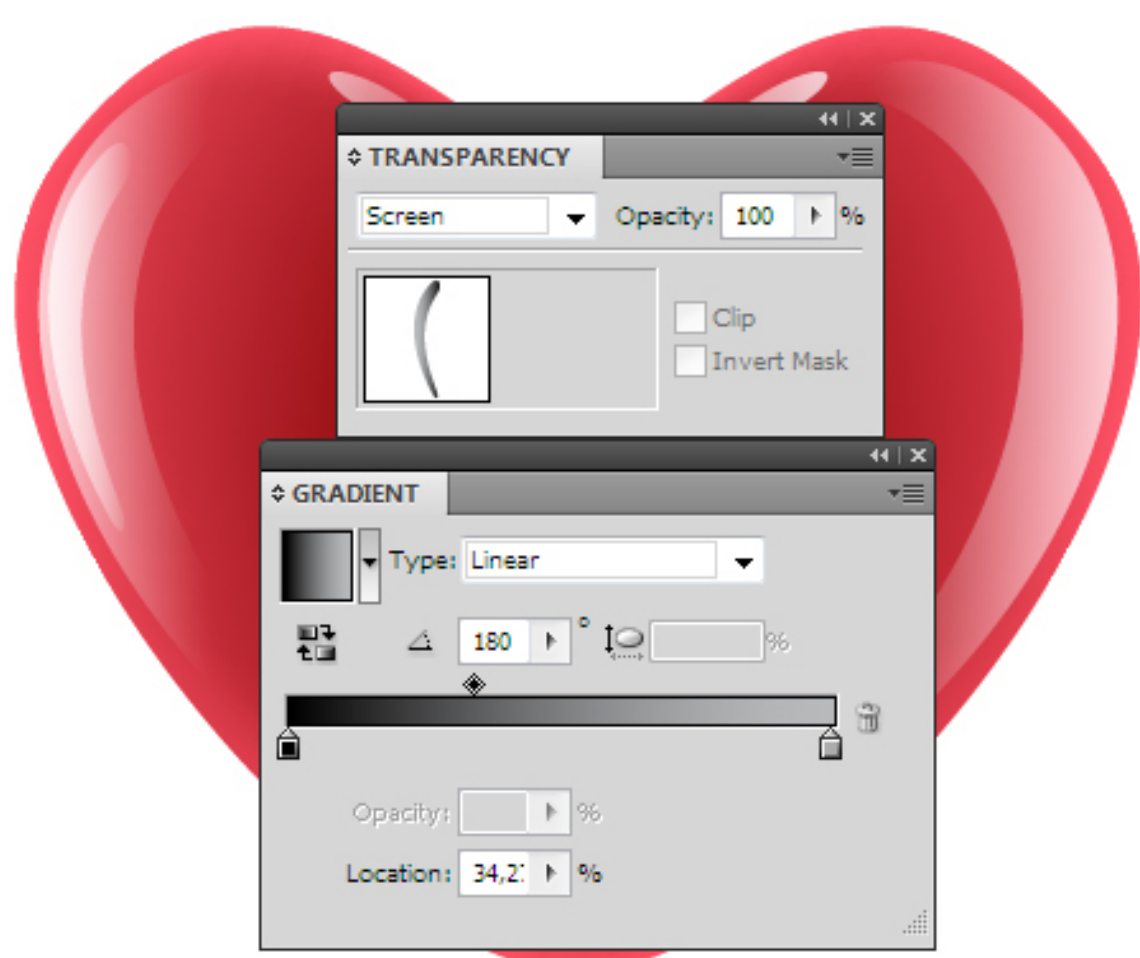 TRANSPARENCY
Screen Opacity: 100 %
Clip
Invert Mask
GRADIENT
Type: Linear
180 ° %
Opacity: %
Location: 34,2 %